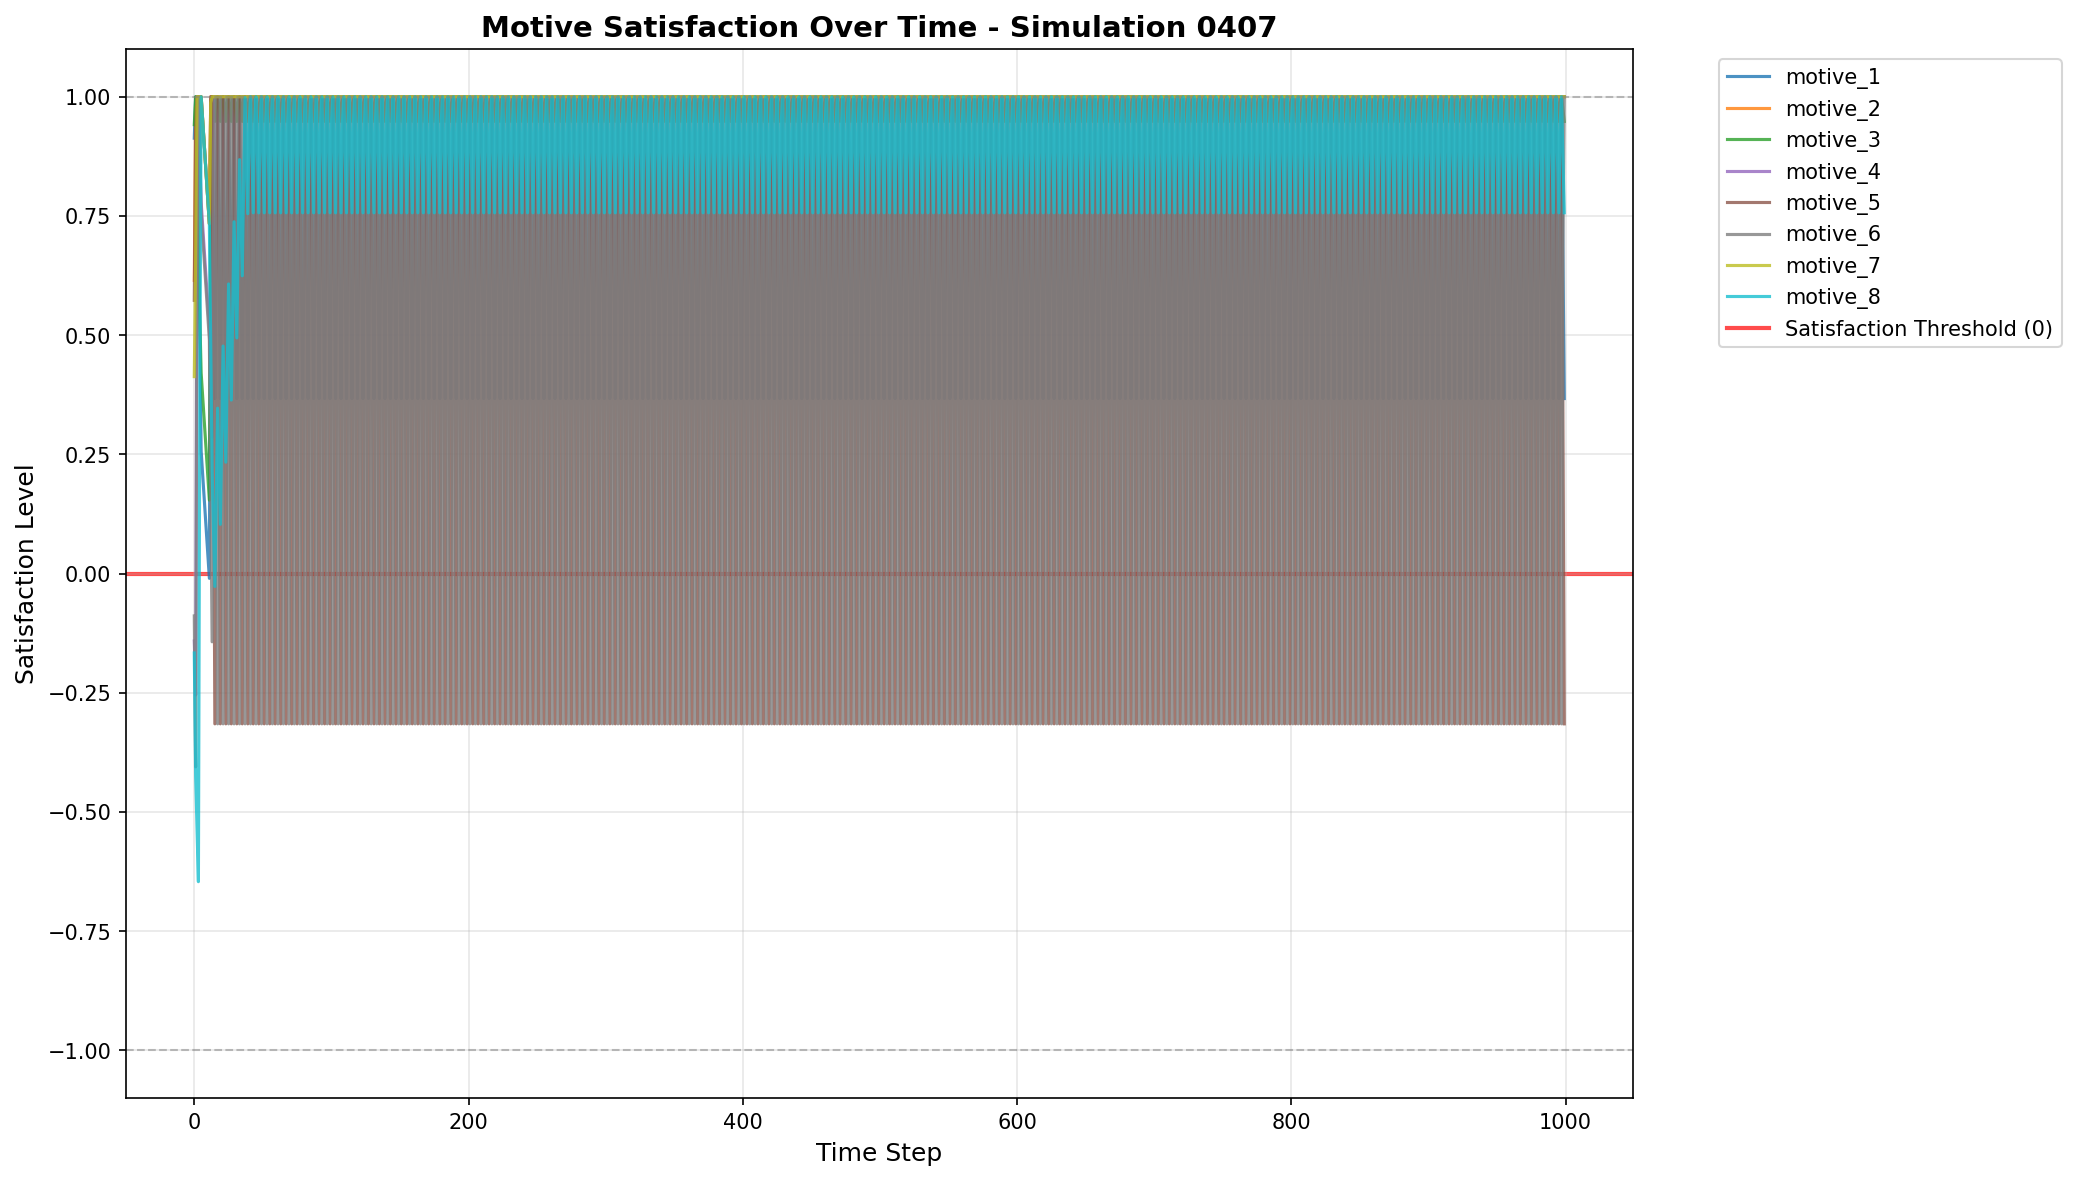 Motive Satisfaction Over Time - Simulation 0407
1.00
0.75
0.50
0.25
0.00
−0.25
−0.50
−0.75
−1.00
Satisfaction Level
0
200
400
600
800
1000
Time Step
motive_1
motive_2
motive_3
motive_4
motive_5
motive_6
motive_7
motive_8
Satisfaction Threshold (0)